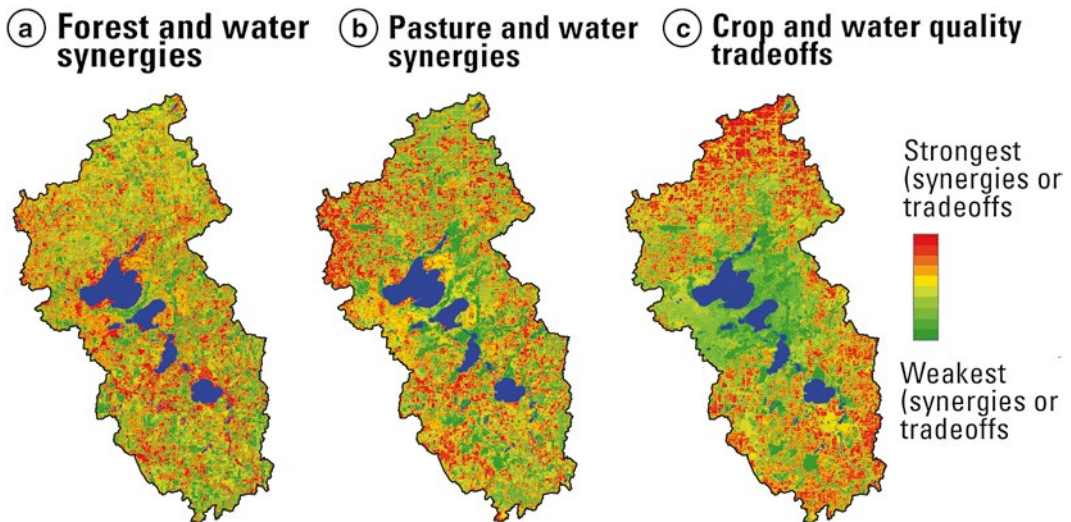 a Forest and water
synergies
b Pasture and water
synergies
c Crop and water quality
tradeoffs
Strongest
(synergies or
tradeoffs
Weakest
(synergies or
tradeoffs